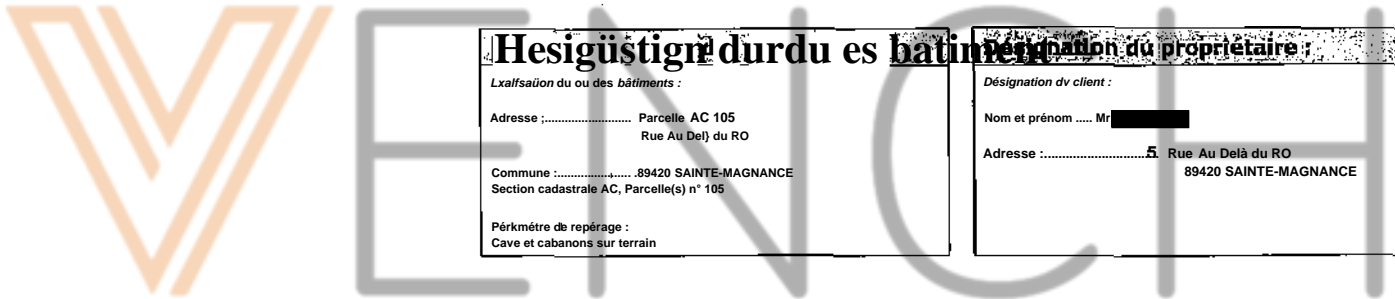 VENCH
Hesigüstign durdu es batiment
Lxalfsaüon du ou des bâtiments :
Adresse ;.......................... Parcelle AC 105
Rue Au Del} du RO
Commune :..................... .89420 SAINTE-MAGNANCE
Section cadastrale AC, Parcelle(s) n° 105
Pérkmétre de repérage :
Cave et cabanons sur terrain
Désignation du propriétaire :
Désignation dv client :
Nom et prénom ..... Mr
Adresse :.................................. 5 Rue Au Delà du RO
89420 SAINTE-MAGNANCE